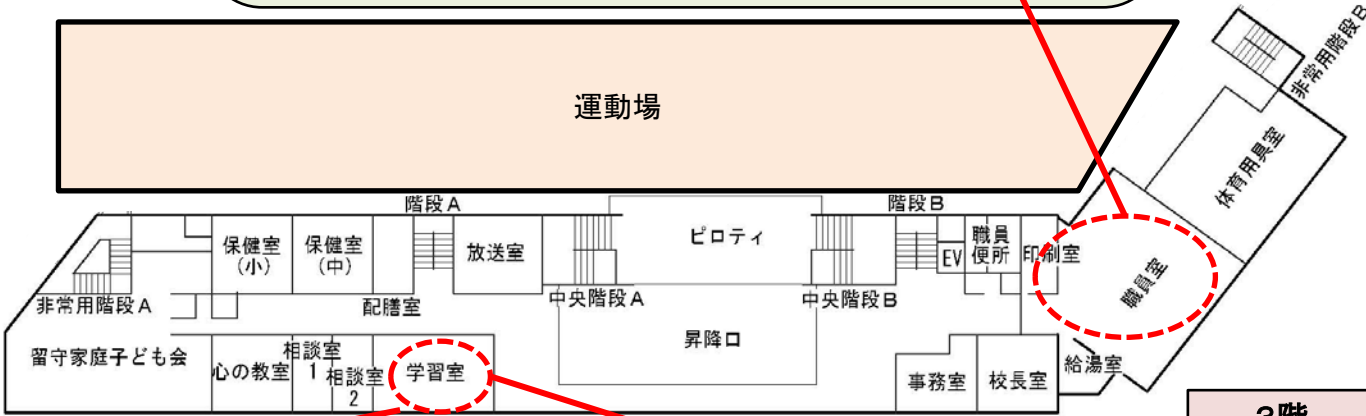 運動場
非常用階段B
体育用具室
階段A
階段B
保健室
(小)
保健室
(中)
放送室
ピロティ
EV
職員
便所
印刷室
職員室
非常用階段A
配膳室
中央階段A
中央階段B
留守家庭子ども会
心の教室
相談室
1
相談室
2
学習室
昇降口
事務室
校長室
給湯室
3階